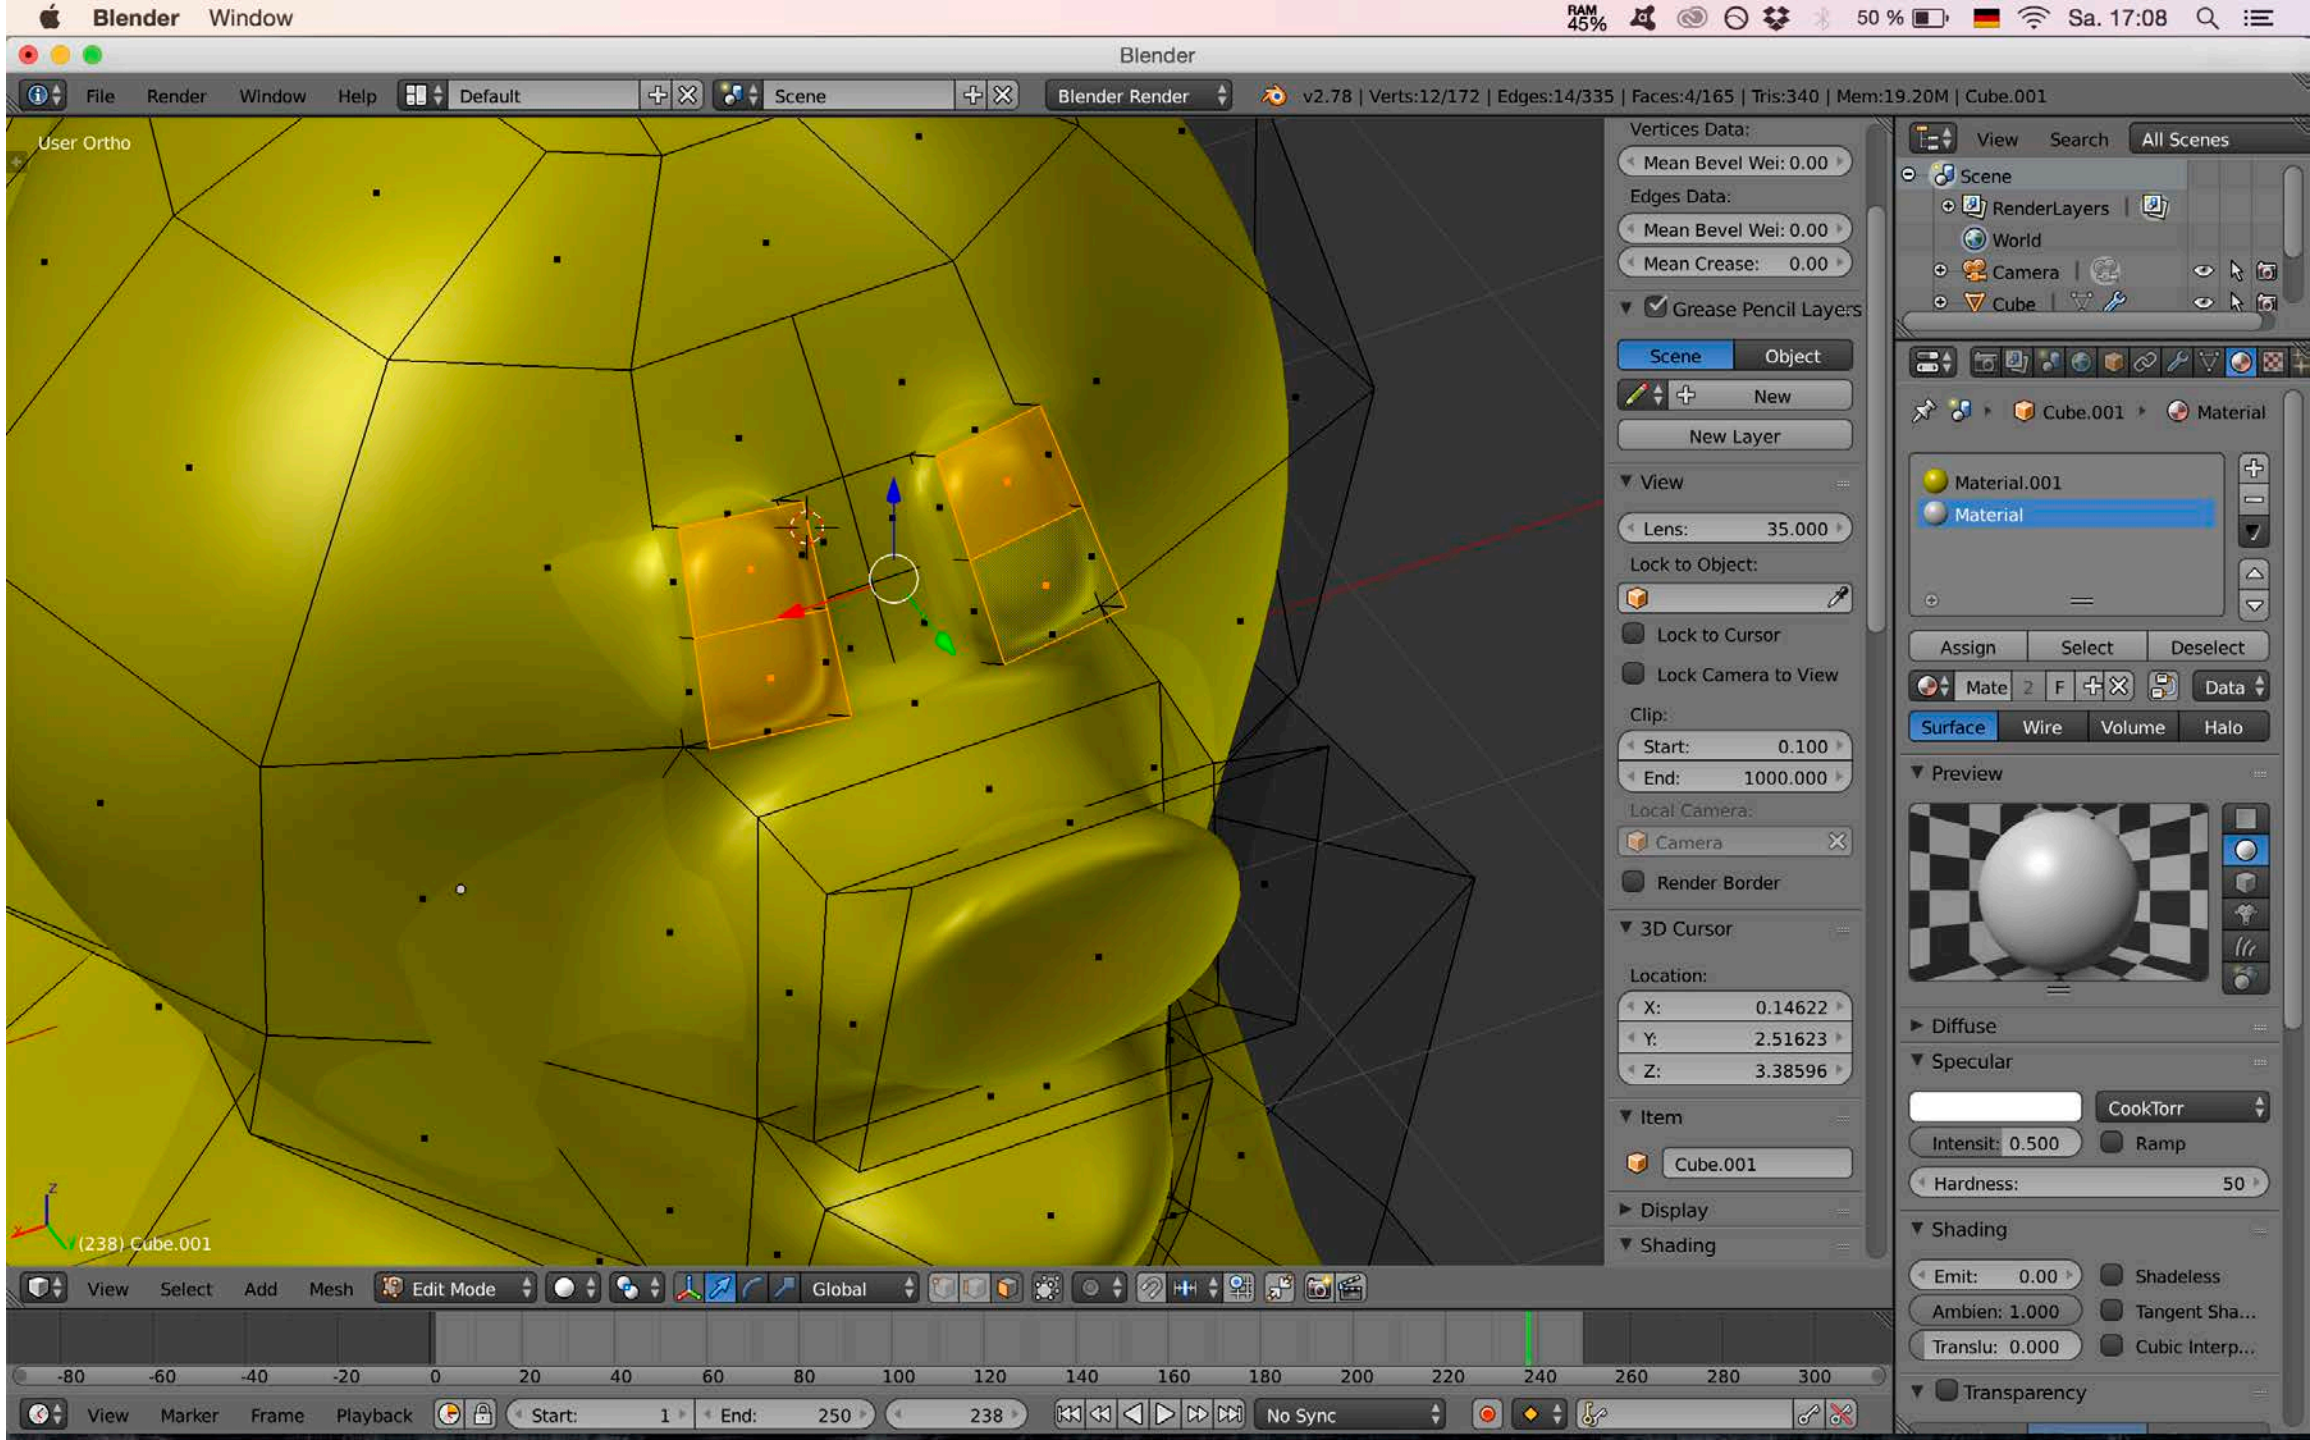 Blender Window
RAM 45% 50 % Sa. 17:08
Blender
File Render Window Help Default Scene Blender Render v2.78 | Verts:12/172 | Edges:14/335 | Faces:4/165 | Tris:340 | Mem:19.20M | Cube.001
User Ortho
Vertices Data:
Mean Bevel Wei: 0.00
Edges Data:
Mean Bevel Wei: 0.00
Mean Crease: 0.00
Grease Pencil Layers
Scene Object
New
New Layer
View
Lens: 35.000
Lock to Object:
Lock to Cursor
Lock Camera to View
Clip:
Start: 0.100
End: 1000.000
Local Camera:
Camera
Render Border
3D Cursor
Location:
X: 0.14622
Y: 2.51623
Z: 3.38596
Item
Cube.001
Display
Shading
View Search All Scenes
Scene
RenderLayers
World
Camera
Cube
Cube.001 Material
Material.001
Material
Assign Select Deselect
Mate 2 F Data
Surface Wire Volume Halo
Preview
Diffuse
Specular
CookTorr
Intensit: 0.500 Ramp
Hardness: 50
Shading
Emit: 0.00 Shadeless
Ambien: 1.000 Tangent Sha...
Translu: 0.000 Cubic Interp...
Transparency
z
x
y
(238) Cube.001
View Select Add Mesh Edit Mode Global
-80 -60 -40 -20 0 20 40 60 80 100 120 140 160 180 200 220 240 260 280 300
View Marker Frame Playback Start: 1 End: 250 238 No Sync